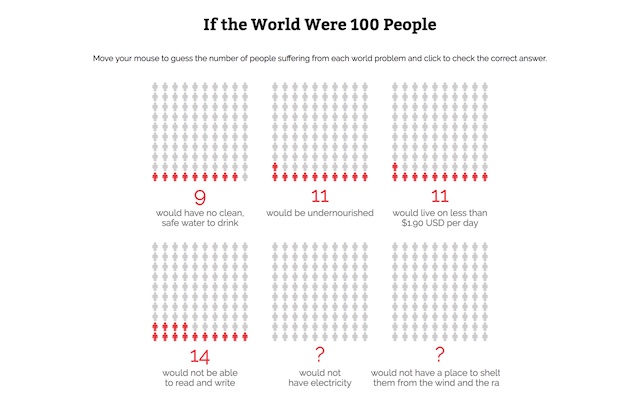 If the World Were 100 People
Move your mouse to guess the number of people suffering from each world problem and click to check the correct answer.
9
would have no clean,
safe water to drink
11
would be undernourished
11
would live on less than
$1.90 USD per day
14
would not be able
to read and write
?
would not
have electricity
?
would not have a place to shelt
them from the wind and the ra